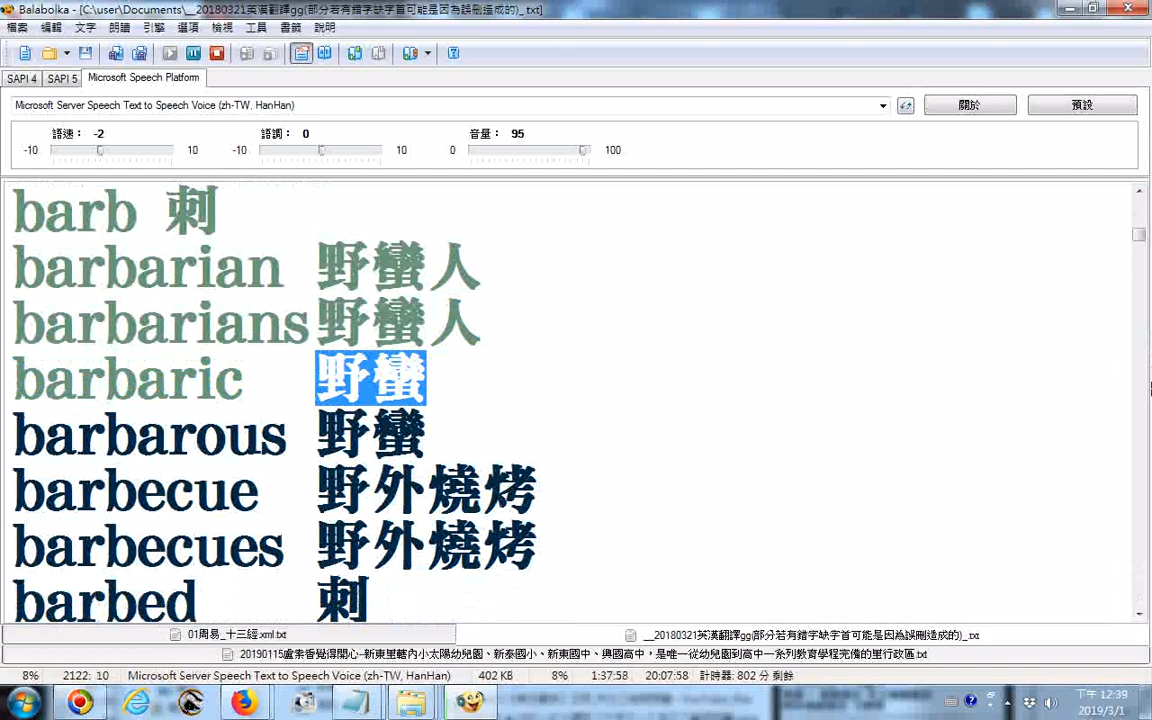 Balabolka - [C:\user\Documents\__20180321英漢翻譯gg(部分若有錯字缺字首可能是因為誤刪造成的)_.txt]
檔案 編輯 文字 朗讀 引擎 選項 檢視 工具 書籤 說明
SAPI 4 SAPI 5 Microsoft Speech Platform
Microsoft Server Speech Text to Speech Voice (zh-TW, HanHan) 關於 預設
語速： -2 語調： 0 音量： 95
-10 10 -10 10 0 100
barb 刺
barbarian 野蠻人
barbarians 野蠻人
barbaric 野蠻
barbarous 野蠻
barbecue 野外燒烤
barbecues 野外燒烤
barbed 刺
01周易_十三經.xml.txt __20180321英漢翻譯gg(部分若有錯字缺字首可能是因為誤刪造成的)_.txt
20190115盧素香覺得開心--新東里轄內小太陽幼兒園、新泰國小、新東國中、興國高中，是唯一從幼兒園到高中一系列教育學程完備的里行政區.txt
8% 2122: 10 Microsoft Server Speech Text to Speech Voice (zh-TW, HanHan) 402 KB 8% 1:37:58 20:07:58 計時器: 802 分 剩餘
下午 12:39
2019/3/1